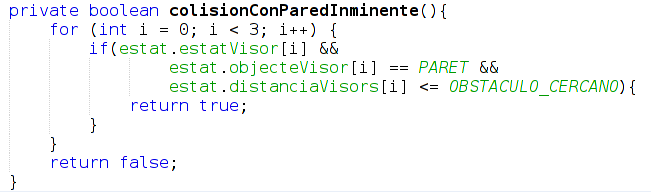 private boolean colisionConParedInminente(){
for (int i = 0; i < 3; i++) {
if(estat.estatVisor[i] &&
estat.objecteVisor[i] == PARET &&
estat.distanciaVisors[i] <= OBSTACULO_CERCANO){
return true;
}
}
return false;
}